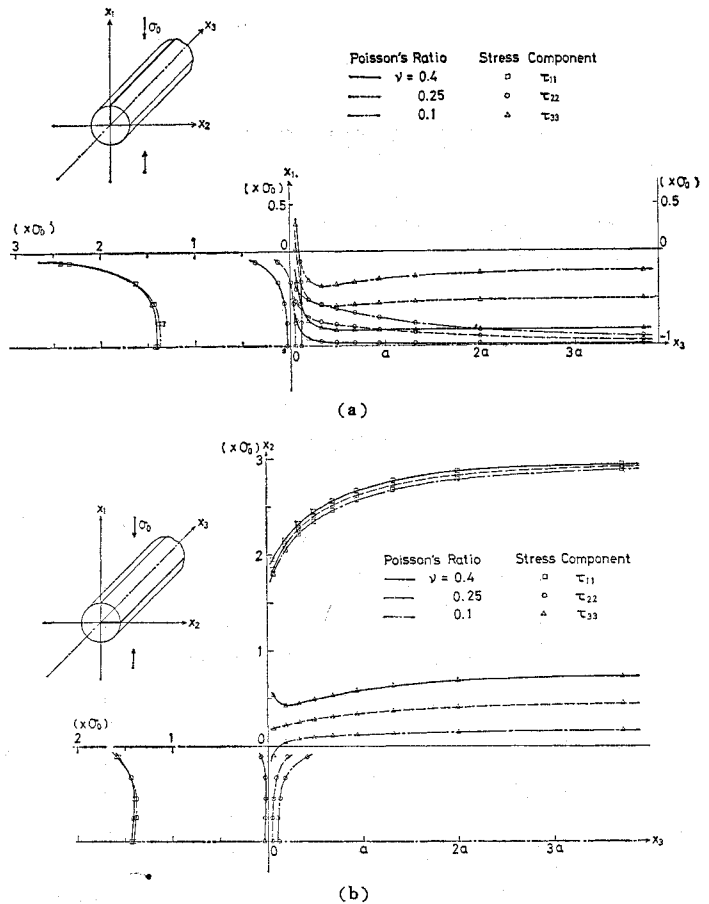 x₁
σ₀
x₃
x₂
Poisson's Ratio Stress Component
ν = 0.4 τ₁₁
0.25 τ₂₂
0.1 τ₃₃
(×σ₀) x₁ (×σ₀)
0.5 0.5
(×σ₀)
3 2 1 0 0
0 a 2a 3a -1 x₃
(a)
(×σ₀) x₂
3
x₁
σ₀
x₃
x₂
2
Poisson's Ratio Stress Component
ν = 0.4 τ₁₁
0.25 τ₂₂
0.1 τ₃₃
1
(×σ₀)
2 1 0
0 a 2a 3a x₃
(b)